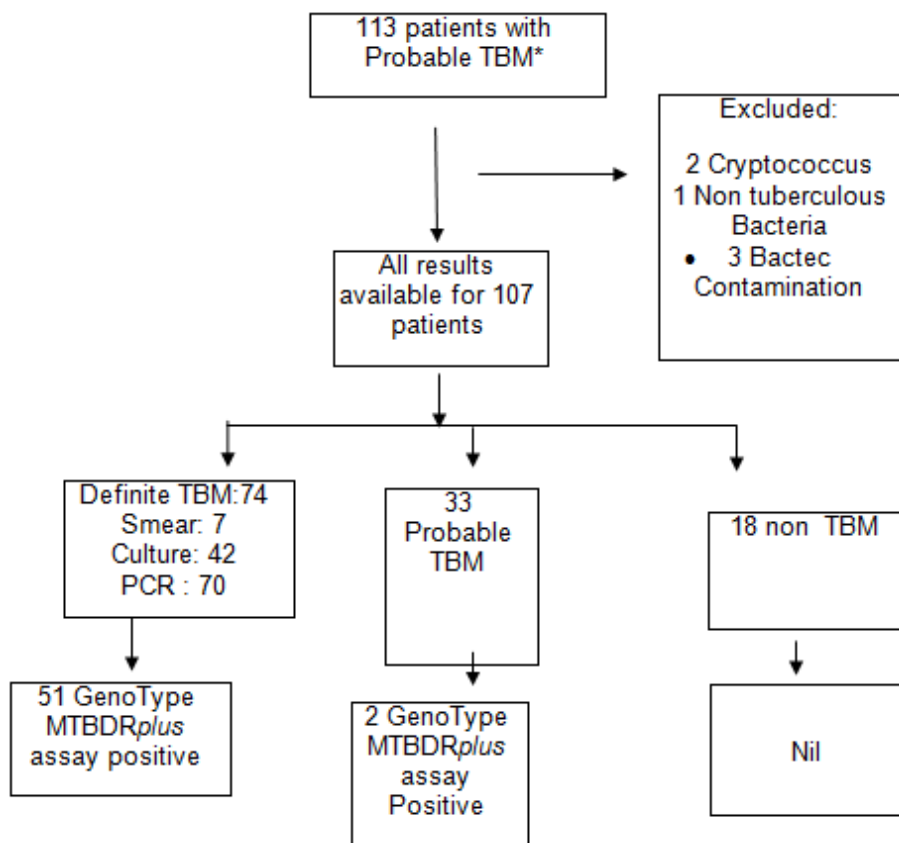 113 patients with
Probable TBM*
Excluded:
2 Cryptococcus
1 Non tuberculous
Bacteria
• 3 Bactec
Contamination
All results
available for 107
patients
Definite TBM:74
Smear: 7
Culture: 42
PCR : 70
33
Probable
TBM
18 non TBM
51 GenoType
MTBDRplus
assay positive
2 GenoType
MTBDRplus
assay
Positive
Nil